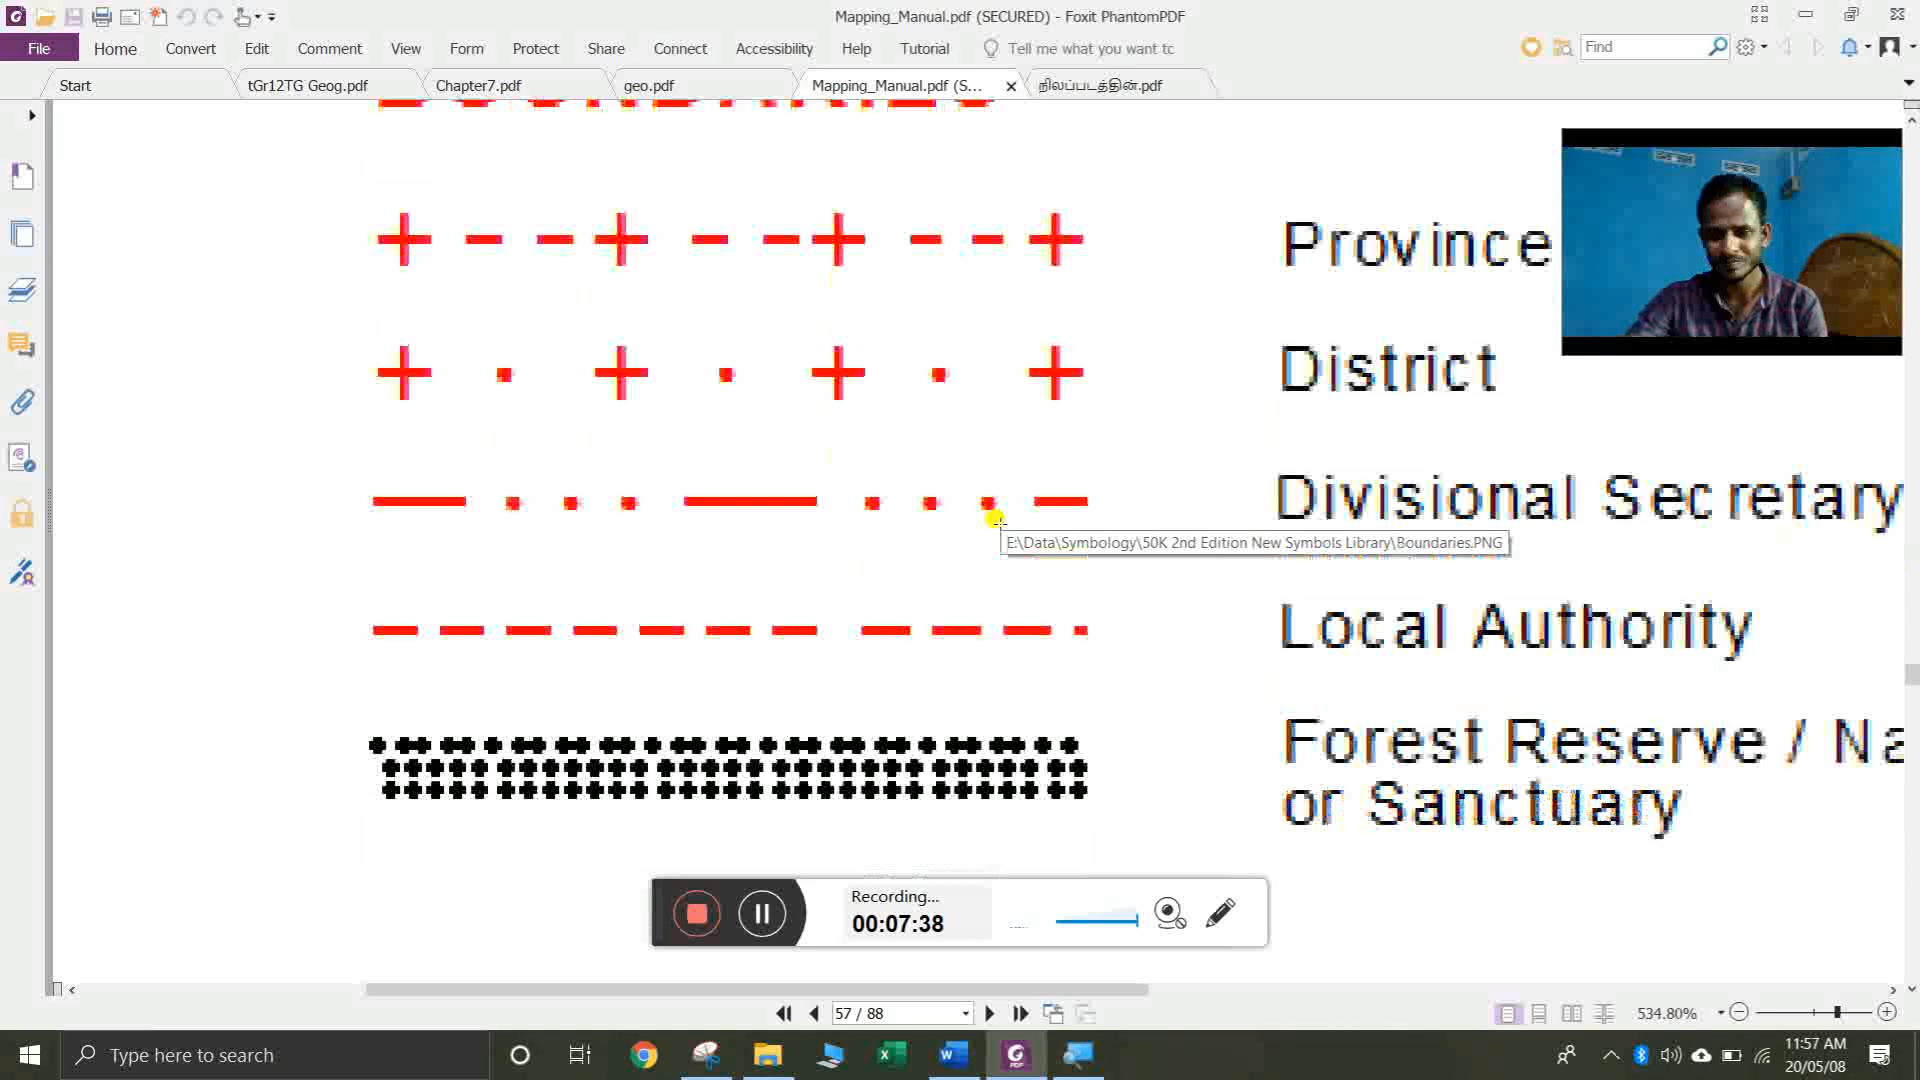 Mapping_Manual.pdf (SECURED) - Foxit PhantomPDF
File Home Convert Edit Comment View Form Protect Share Connect Accessibility Help Tutorial Tell me what you want tc Find
Start tGr12TG Geog.pdf Chapter7.pdf geo.pdf Mapping_Manual.pdf (S... நிலப்படத்தின்.pdf
Province
District
Divisional Secretary
E:\Data\Symbology\50K 2nd Edition New Symbols Library\Boundaries.PNG
Local Authority
Forest Reserve / Na
or Sanctuary
Recording...
00:07:38
57 / 88 534.80%
Type here to search
11:57 AM
20/05/08